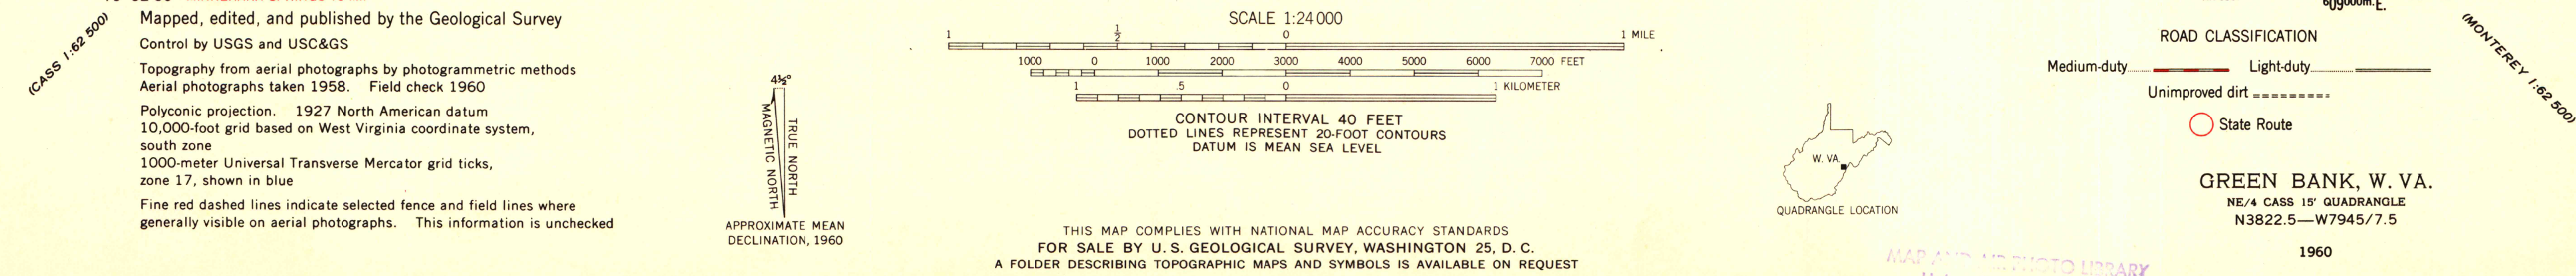 (CASS 1:62 500)
Mapped, edited, and published by the Geological Survey
Control by USGS and USC&GS
Topography from aerial photographs by photogrammetric methods
Aerial photographs taken 1958. Field check 1960
Polyconic projection. 1927 North American datum
10,000-foot grid based on West Virginia coordinate system,
south zone
1000-meter Universal Transverse Mercator grid ticks,
zone 17, shown in blue
Fine red dashed lines indicate selected fence and field lines where
generally visible on aerial photographs. This information is unchecked
4½°
MAGNETIC NORTH
TRUE NORTH
APPROXIMATE MEAN
DECLINATION, 1960
SCALE 1:24 000
1 ½ 0 1 MILE
1000 0 1000 2000 3000 4000 5000 6000 7000 FEET
1 .5 0 1 KILOMETER
CONTOUR INTERVAL 40 FEET
DOTTED LINES REPRESENT 20-FOOT CONTOURS
DATUM IS MEAN SEA LEVEL
THIS MAP COMPLIES WITH NATIONAL MAP ACCURACY STANDARDS
FOR SALE BY U. S. GEOLOGICAL SURVEY, WASHINGTON 25, D. C.
A FOLDER DESCRIBING TOPOGRAPHIC MAPS AND SYMBOLS IS AVAILABLE ON REQUEST
W. VA.
QUADRANGLE LOCATION
609000m. E.
ROAD CLASSIFICATION
Medium-duty Light-duty
Unimproved dirt
State Route
(MONTEREY 1:62 500)
GREEN BANK, W. VA.
NE/4 CASS 15' QUADRANGLE
N3822.5—W7945/7.5
1960
MAP AND AIR PHOTO LIBRARY